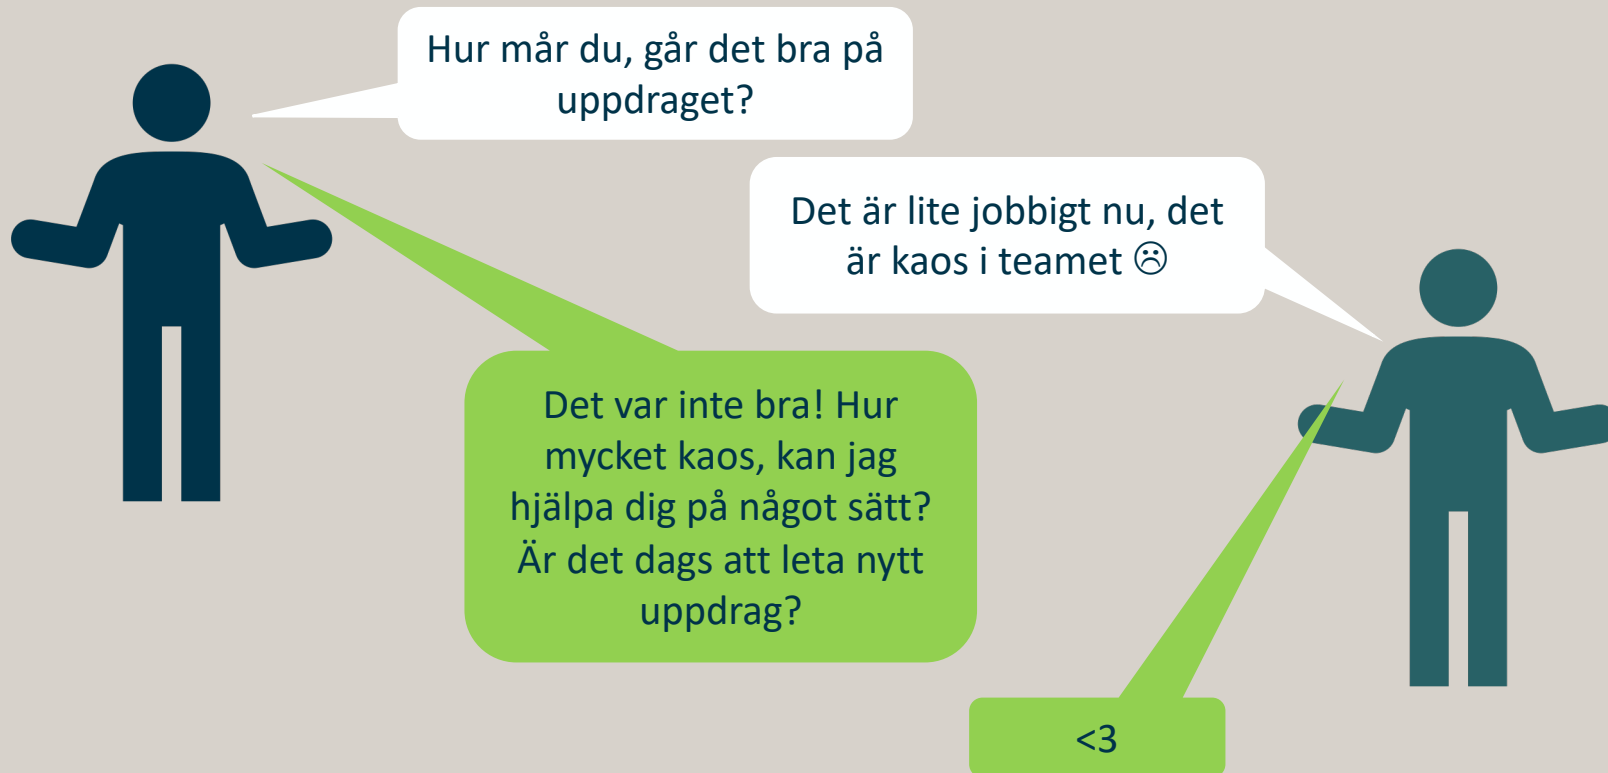 Hur mår du, går det bra på
uppdraget?
Det är lite jobbigt nu, det
är kaos i teamet ☹
Det var inte bra! Hur
mycket kaos, kan jag
hjälpa dig på något sätt?
Är det dags att leta nytt
uppdrag?
<3